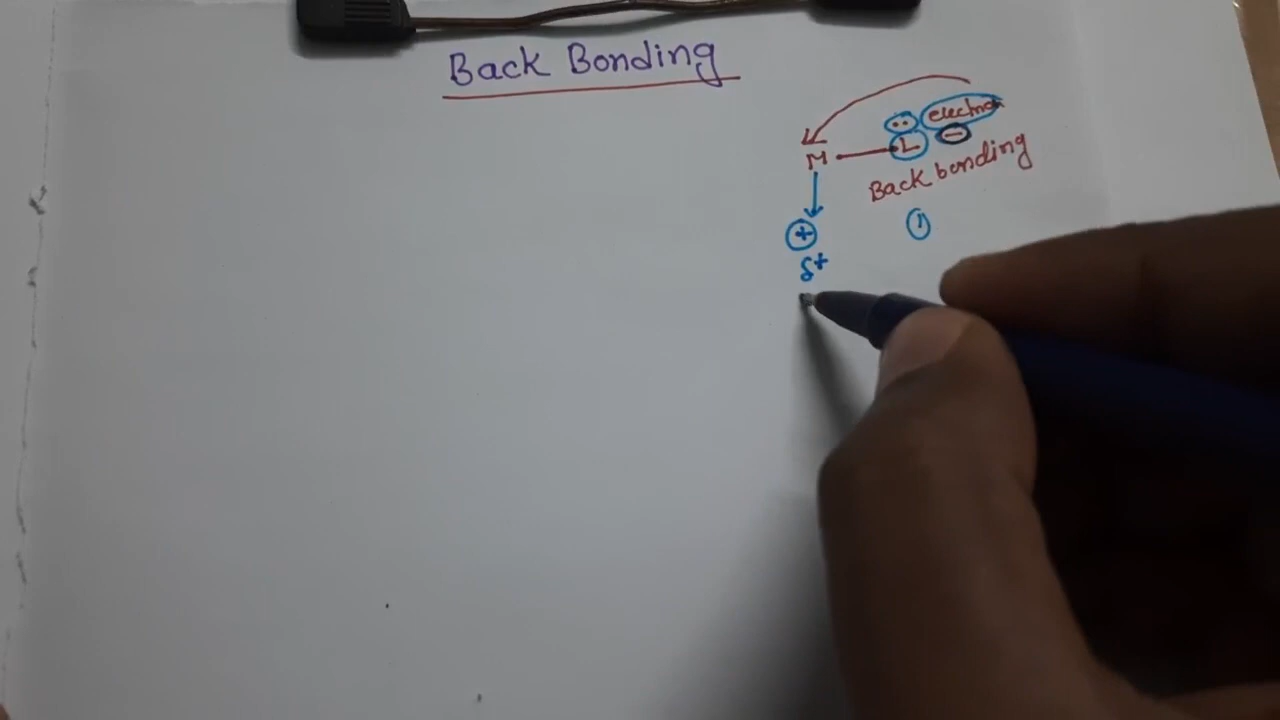 Back Bonding
electron
M — L −
Back bonding
+ 1
δ+